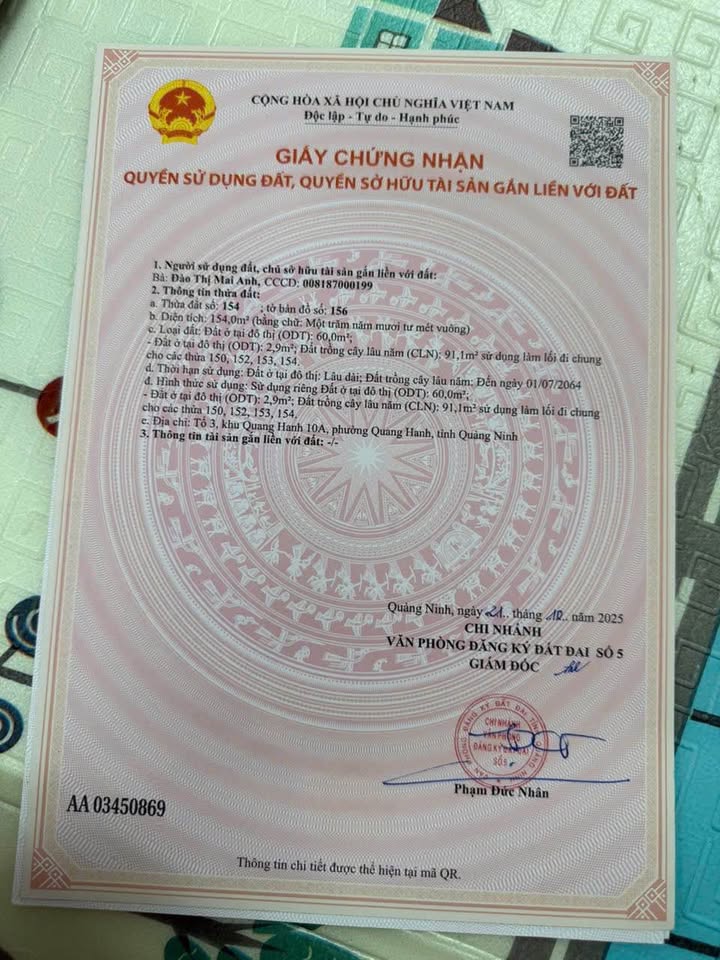 CỘNG HÒA XÃ HỘI CHỦ NGHĨA VIỆT NAM
Độc lập - Tự do - Hạnh phúc
GIẤY CHỨNG NHẬN
QUYỀN SỬ DỤNG ĐẤT, QUYỀN SỞ HỮU TÀI SẢN GẮN LIỀN VỚI ĐẤT
1. Người sử dụng đất, chủ sở hữu tài sản gắn liền với đất:
Bà: Đào Thị Mai Anh, CCCD: 008187000199
2. Thông tin thửa đất:
a. Thửa đất số: 154 ; tờ bản đồ số: 156
b. Diện tích: 154,0m² (bằng chữ: Một trăm năm mươi tư mét vuông)
c. Loại đất: Đất ở tại đô thị (ODT): 60,0m²;
- Đất ở tại đô thị (ODT): 2,9m²; Đất trồng cây lâu năm (CLN): 91,1m² sử dụng làm lối đi chung
cho các thửa 150, 152, 153, 154.
d. Thời hạn sử dụng: Đất ở tại đô thị: Lâu dài; Đất trồng cây lâu năm: Đến ngày 01/07/2064
đ. Hình thức sử dụng: Sử dụng riêng Đất ở tại đô thị (ODT): 60,0m²;
- Đất ở tại đô thị (ODT): 2,9m²; Đất trồng cây lâu năm (CLN): 91,1m² sử dụng làm lối đi chung
cho các thửa 150, 152, 153, 154.
e. Địa chỉ: Tổ 3, khu Quang Hanh 10A, phường Quang Hanh, tỉnh Quảng Ninh
3. Thông tin tài sản gắn liền với đất: -/-
Quảng Ninh, ngày 21.. tháng .10.. năm 2025
CHI NHÁNH
VĂN PHÒNG ĐĂNG KÝ ĐẤT ĐAI SỐ 5
GIÁM ĐỐC
CHI NHÁNH
VĂN PHÒNG
ĐĂNG KÝ ĐẤT ĐAI
SỐ 5
Phạm Đức Nhân
AA 03450869
Thông tin chi tiết được thể hiện tại mã QR.